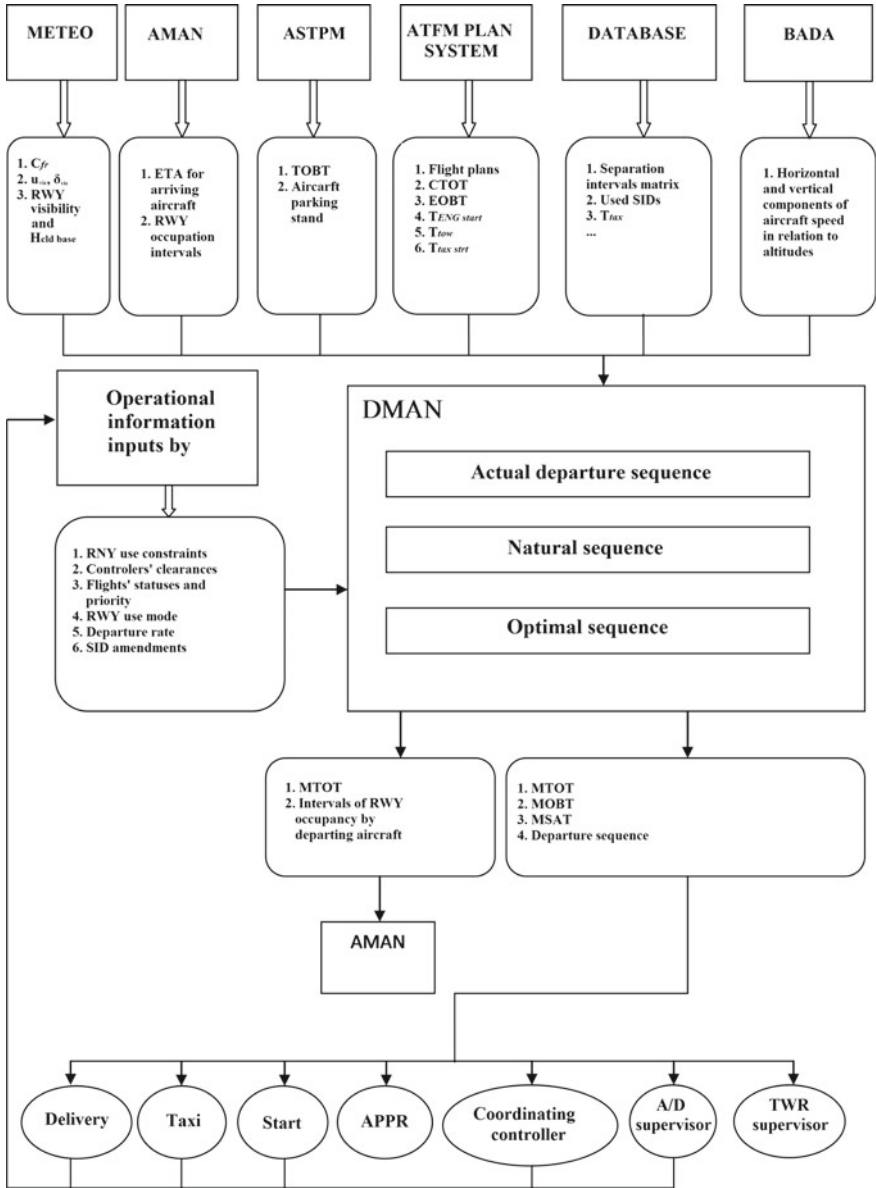 METEO
AMAN
ASTPM
ATFM PLAN
SYSTEM
DATABASE
BADA
1. Cfr
2.
3. RWY
visibility
and
Hcld base
1. ETA for
arriving
aircraft
2. RWY
occupation
intervals
1. TOBT
2. Aircarft
parking
stand
1. Flight plans
2. CTOT
3. EOBT
4. TENG start
5. Ttow
6. Ttax strt
1. Separation
intervals matrix
2. Used SIDs
3. Ttax
...
1. Horizontal
and vertical
components of
aircraft speed
in relation to
altitudes
Operational
information
inputs by
1. RNY use constraints
2. Controlers' clearances
3. Flights' statuses and
priority
4. RWY use mode
5. Departure rate
6. SID amendments
DMAN
Actual departure sequence
Natural sequence
Optimal sequence
1. MTOT
2. Intervals of RWY
occupancy by
departing aircraft
1. MTOT
2. MOBT
3. MSAT
4. Departure sequence
AMAN
Delivery
Taxi
Start
APPR
Coordinating
controller
A/D
supervisor
TWR
supervisor